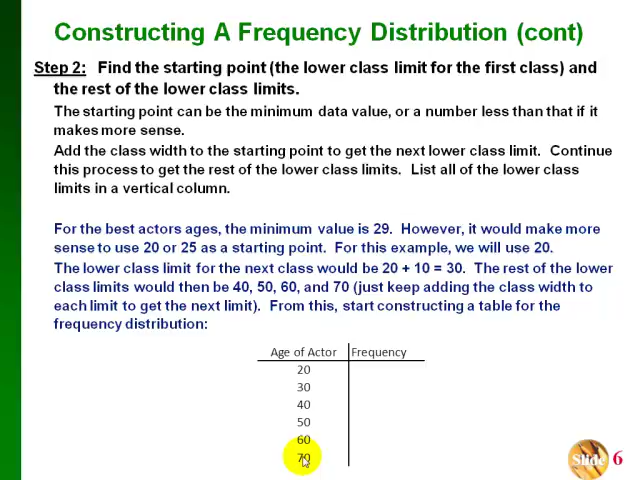 Constructing A Frequency Distribution (cont)
Step 2: Find the starting point (the lower class limit for the first class) and
the rest of the lower class limits.
The starting point can be the minimum data value, or a number less than that if it
makes more sense.
Add the class width to the starting point to get the next lower class limit. Continue
this process to get the rest of the lower class limits. List all of the lower class
limits in a vertical column.
For the best actors ages, the minimum value is 29. However, it would make more
sense to use 20 or 25 as a starting point. For this example, we will use 20.
The lower class limit for the next class would be 20 + 10 = 30. The rest of the lower
class limits would then be 40, 50, 60, and 70 (just keep adding the class width to
each limit to get the next limit). From this, start constructing a table for the
frequency distribution:
Age of Actor Frequency
20
30
40
50
60
70
Slide 6